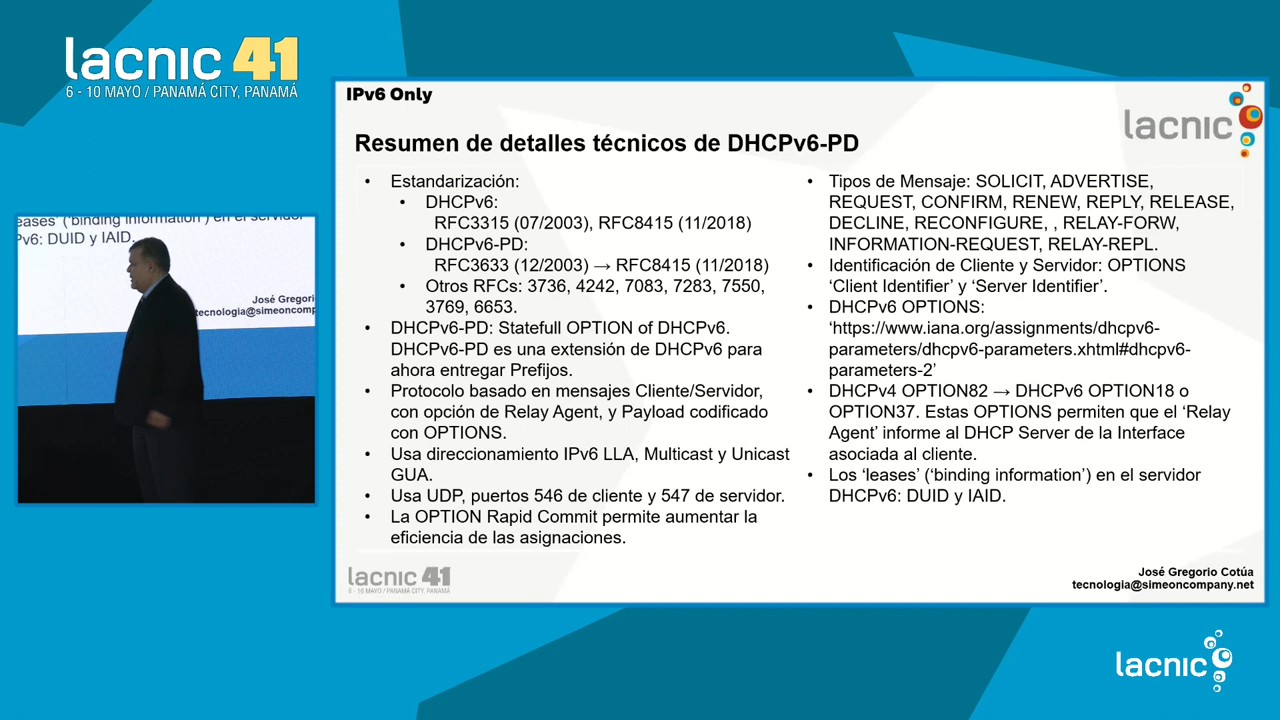 lacnic 41
6 - 10 MAYO / PANAMÁ CITY, PANAMÁ
leases' ('binding information') en el servidor
Pv6: DUID y IAID.
José Gregorio
tecnologia@simeoncomp
IPv6 Only
lacnic
Resumen de detalles técnicos de DHCPv6-PD
• Estandarización:
• DHCPv6:
RFC3315 (07/2003), RFC8415 (11/2018)
• DHCPv6-PD:
RFC3633 (12/2003) → RFC8415 (11/2018)
• Otros RFCs: 3736, 4242, 7083, 7283, 7550,
3769, 6653.
• DHCPv6-PD: Statefull OPTION of DHCPv6.
DHCPv6-PD es una extensión de DHCPv6 para
ahora entregar Prefijos.
• Protocolo basado en mensajes Cliente/Servidor,
con opción de Relay Agent, y Payload codificado
con OPTIONS.
• Usa direccionamiento IPv6 LLA, Multicast y Unicast
GUA.
• Usa UDP, puertos 546 de cliente y 547 de servidor.
• La OPTION Rapid Commit permite aumentar la
eficiencia de las asignaciones.
• Tipos de Mensaje: SOLICIT, ADVERTISE,
REQUEST, CONFIRM, RENEW, REPLY, RELEASE,
DECLINE, RECONFIGURE, , RELAY-FORW,
INFORMATION-REQUEST, RELAY-REPL.
• Identificación de Cliente y Servidor: OPTIONS
‘Client Identifier’ y ‘Server Identifier’.
• DHCPv6 OPTIONS:
‘https://www.iana.org/assignments/dhcpv6-
parameters/dhcpv6-parameters.xhtml#dhcpv6-
parameters-2’
• DHCPv4 OPTION82 → DHCPv6 OPTION18 o
OPTION37. Estas OPTIONS permiten que el ‘Relay
Agent’ informe al DHCP Server de la Interface
asociada al cliente.
• Los ‘leases’ (‘binding information’) en el servidor
DHCPv6: DUID y IAID.
lacnic 41
6 - 10 MAYO / PANAMÁ CITY, PANAMÁ
José Gregorio Cotúa
tecnologia@simeoncompany.net
lacnic